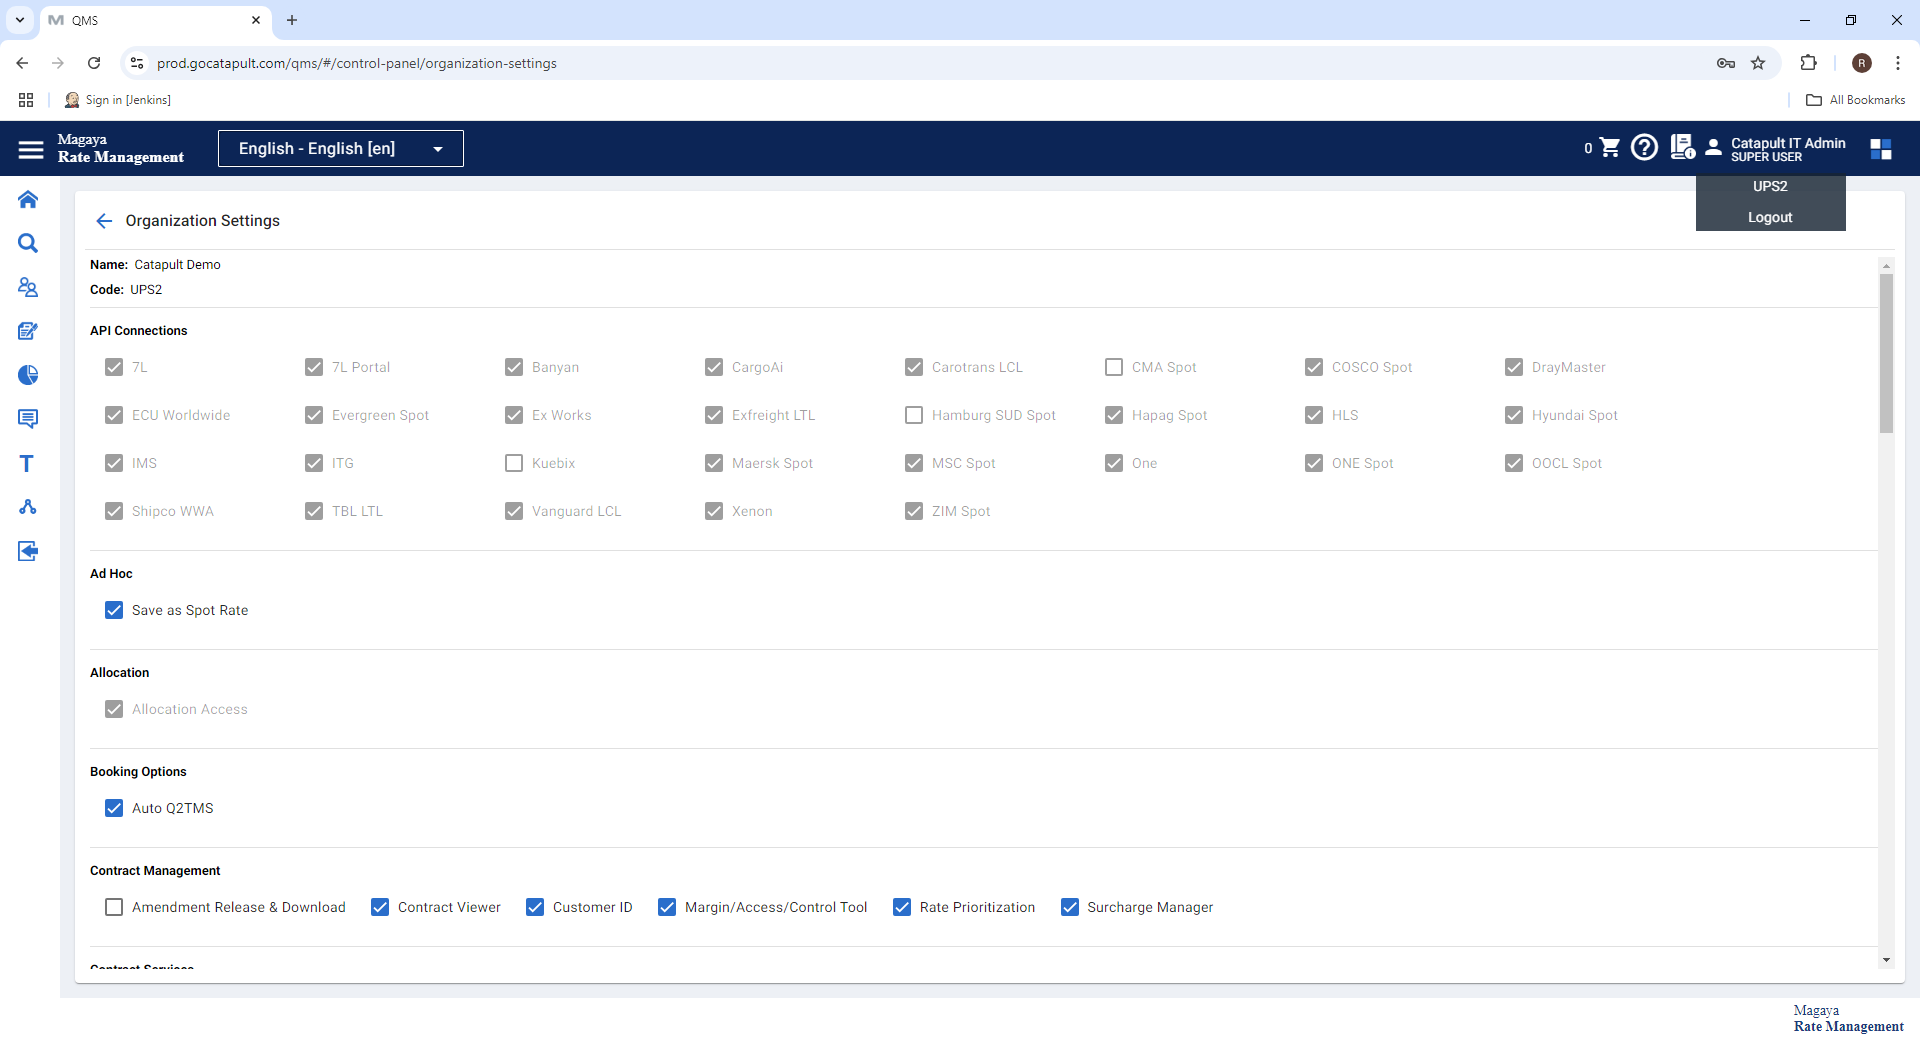 QMS
prod.gocatapult.com/qms/#/control-panel/organization-settings
R
Sign in [Jenkins]
All Bookmarks
Magaya
Rate Management
English - English [en]
0
Catapult IT Admin
SUPER USER
UPS2
Logout
Organization Settings
Name: Catapult Demo
Code: UPS2
API Connections
7L 7L Portal Banyan CargoAi Carotrans LCL CMA Spot COSCO Spot DrayMaster
ECU Worldwide Evergreen Spot Ex Works Exfreight LTL Hamburg SUD Spot Hapag Spot HLS Hyundai Spot
IMS ITG Kuebix Maersk Spot MSC Spot One ONE Spot OOCL Spot
Shipco WWA TBL LTL Vanguard LCL Xenon ZIM Spot
Ad Hoc
Save as Spot Rate
Allocation
Allocation Access
Booking Options
Auto Q2TMS
Contract Management
Amendment Release & Download Contract Viewer Customer ID Margin/Access/Control Tool Rate Prioritization Surcharge Manager
Contract Services
Magaya
Rate Management